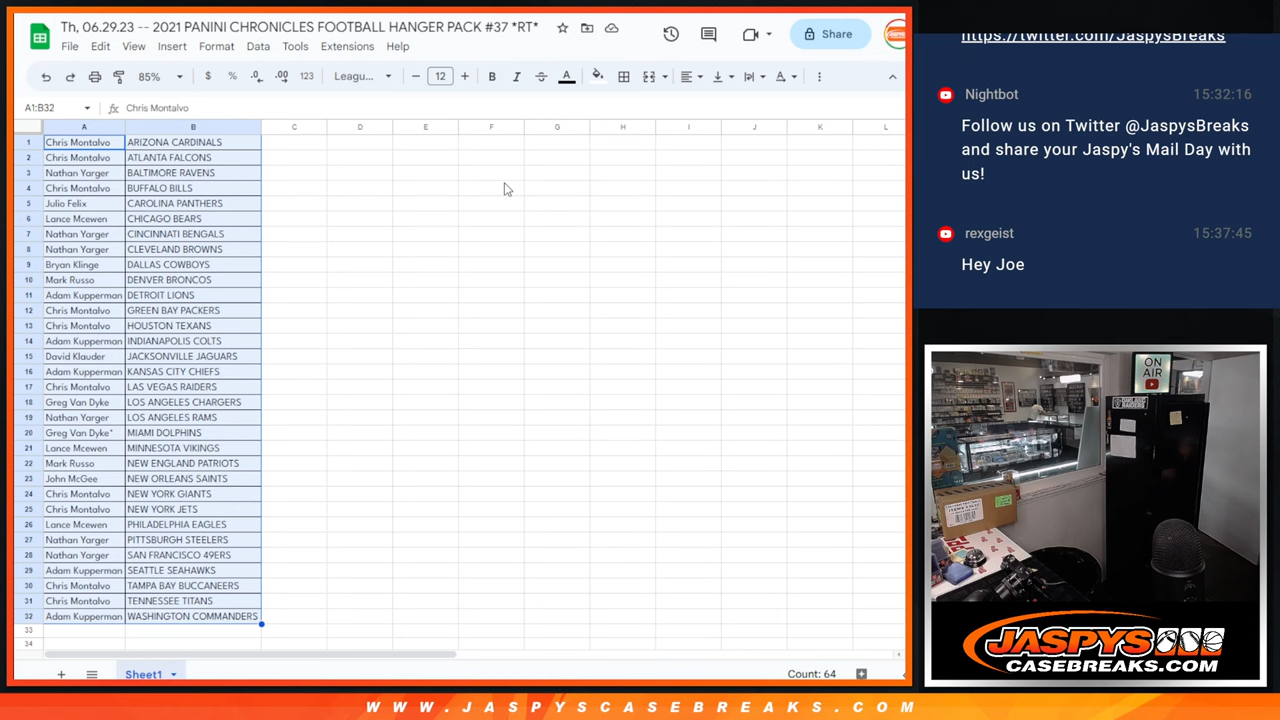 Th, 06.29.23 -- 2021 PANINI CHRONICLES FOOTBALL HANGER PACK #37 *RT*
File Edit View Insert Format Data Tools Extensions Help
Share
85% $ % .0 .00 123 Leagu... 12 B I A
A1:B32 fx Chris Montalvo
A B C D E F G H I J K L
1 Chris Montalvo ARIZONA CARDINALS
2 Chris Montalvo ATLANTA FALCONS
3 Nathan Yarger BALTIMORE RAVENS
4 Chris Montalvo BUFFALO BILLS
5 Julio Felix CAROLINA PANTHERS
6 Lance Mcewen CHICAGO BEARS
7 Nathan Yarger CINCINNATI BENGALS
8 Nathan Yarger CLEVELAND BROWNS
9 Bryan Klinge DALLAS COWBOYS
10 Mark Russo DENVER BRONCOS
11 Adam Kupperman DETROIT LIONS
12 Chris Montalvo GREEN BAY PACKERS
13 Chris Montalvo HOUSTON TEXANS
14 Adam Kupperman INDIANAPOLIS COLTS
15 David Klauder JACKSONVILLE JAGUARS
16 Adam Kupperman KANSAS CITY CHIEFS
17 Chris Montalvo LAS VEGAS RAIDERS
18 Greg Van Dyke LOS ANGELES CHARGERS
19 Nathan Yarger LOS ANGELES RAMS
20 Greg Van Dyke* MIAMI DOLPHINS
21 Lance Mcewen MINNESOTA VIKINGS
22 Mark Russo NEW ENGLAND PATRIOTS
23 John McGee NEW ORLEANS SAINTS
24 Chris Montalvo NEW YORK GIANTS
25 Chris Montalvo NEW YORK JETS
26 Lance Mcewen PHILADELPHIA EAGLES
27 Nathan Yarger PITTSBURGH STEELERS
28 Nathan Yarger SAN FRANCISCO 49ERS
29 Adam Kupperman SEATTLE SEAHAWKS
30 Chris Montalvo TAMPA BAY BUCCANEERS
31 Chris Montalvo TENNESSEE TITANS
32 Adam Kupperman WASHINGTON COMMANDERS
33
34
Sheet1
Count: 64
https://twitter.com/JaspysBreaks
Nightbot 15:32:16
Follow us on Twitter @JaspysBreaks
and share your Jaspy's Mail Day with
us!
rexgeist 15:37:45
Hey Joe
ON
AIR
JASPYS
CASEBREAKS.COM
WWW.JASPYSCASEBREAKS.COM